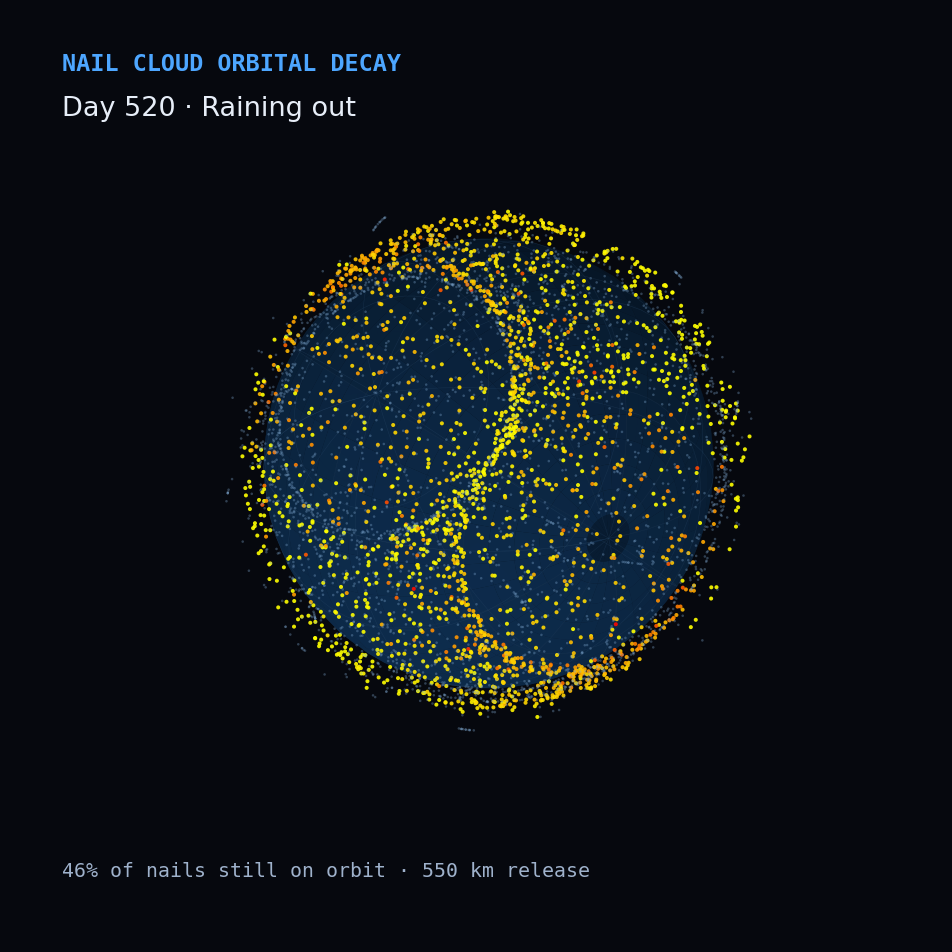 NAIL CLOUD ORBITAL DECAY
Day 520 · Raining out
46% of nails still on orbit · 550 km release